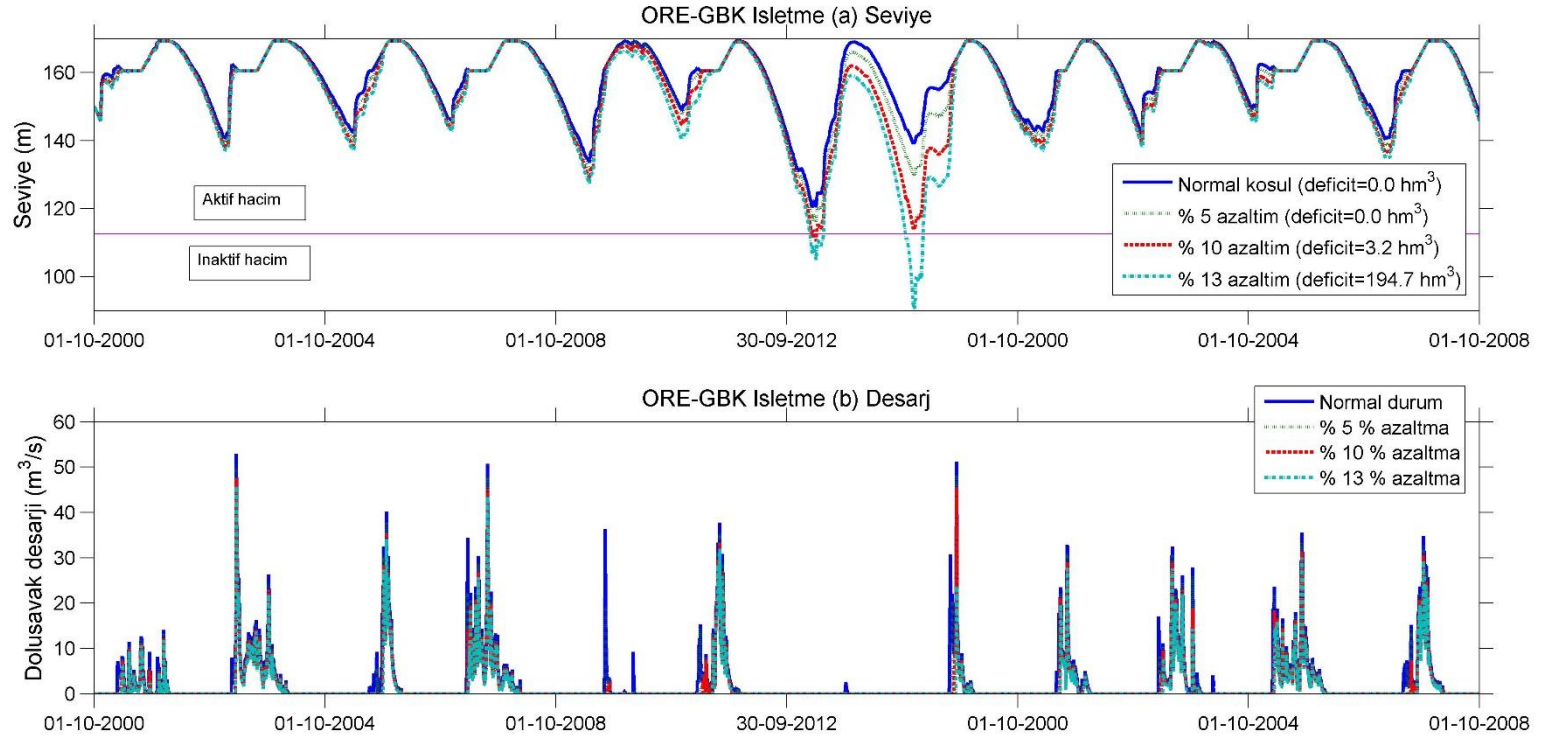 ORE-GBK Isletme (a) Seviye
Seviye (m)
160
140
120
100
Aktif hacim
Inaktif hacim
Normal kosul (deficit=0.0 hm³)
% 5 azaltim (deficit=0.0 hm³)
% 10 azaltim (deficit=3.2 hm³)
% 13 azaltim (deficit=194.7 hm³)
01-10-2000 01-10-2004 01-10-2008 30-09-2012 01-10-2000 01-10-2004 01-10-2008
ORE-GBK Isletme (b) Desarj
Dolusavak desarji (m³/s)
60
50
40
30
20
10
0
Normal durum
% 5 % azaltma
% 10 % azaltma
% 13 % azaltma
01-10-2000 01-10-2004 01-10-2008 30-09-2012 01-10-2000 01-10-2004 01-10-2008